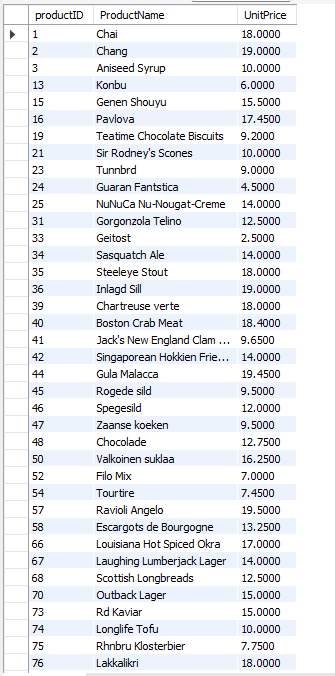 productID ProductName UnitPrice
1 Chai 18.0000
2 Chang 19.0000
3 Aniseed Syrup 10.0000
13 Konbu 6.0000
15 Genen Shouyu 15.5000
16 Pavlova 17.4500
19 Teatime Chocolate Biscuits 9.2000
21 Sir Rodney's Scones 10.0000
23 Tunnbrd 9.0000
24 Guaran Fantstica 4.5000
25 NuNuCa Nu-Nougat-Creme 14.0000
31 Gorgonzola Telino 12.5000
33 Geitost 2.5000
34 Sasquatch Ale 14.0000
35 Steeleye Stout 18.0000
36 Inlagd Sill 19.0000
39 Chartreuse verte 18.0000
40 Boston Crab Meat 18.4000
41 Jack's New England Clam ... 9.6500
42 Singaporean Hokkien Frie... 14.0000
44 Gula Malacca 19.4500
45 Rogede sild 9.5000
46 Spegesild 12.0000
47 Zaanse koeken 9.5000
48 Chocolade 12.7500
50 Valkoinen suklaa 16.2500
52 Filo Mix 7.0000
54 Tourtire 7.4500
57 Ravioli Angelo 19.5000
58 Escargots de Bourgogne 13.2500
66 Louisiana Hot Spiced Okra 17.0000
67 Laughing Lumberjack Lager 14.0000
68 Scottish Longbreads 12.5000
70 Outback Lager 15.0000
73 Rd Kaviar 15.0000
74 Longlife Tofu 10.0000
75 Rhnbru Klosterbier 7.7500
76 Lakkalikri 18.0000